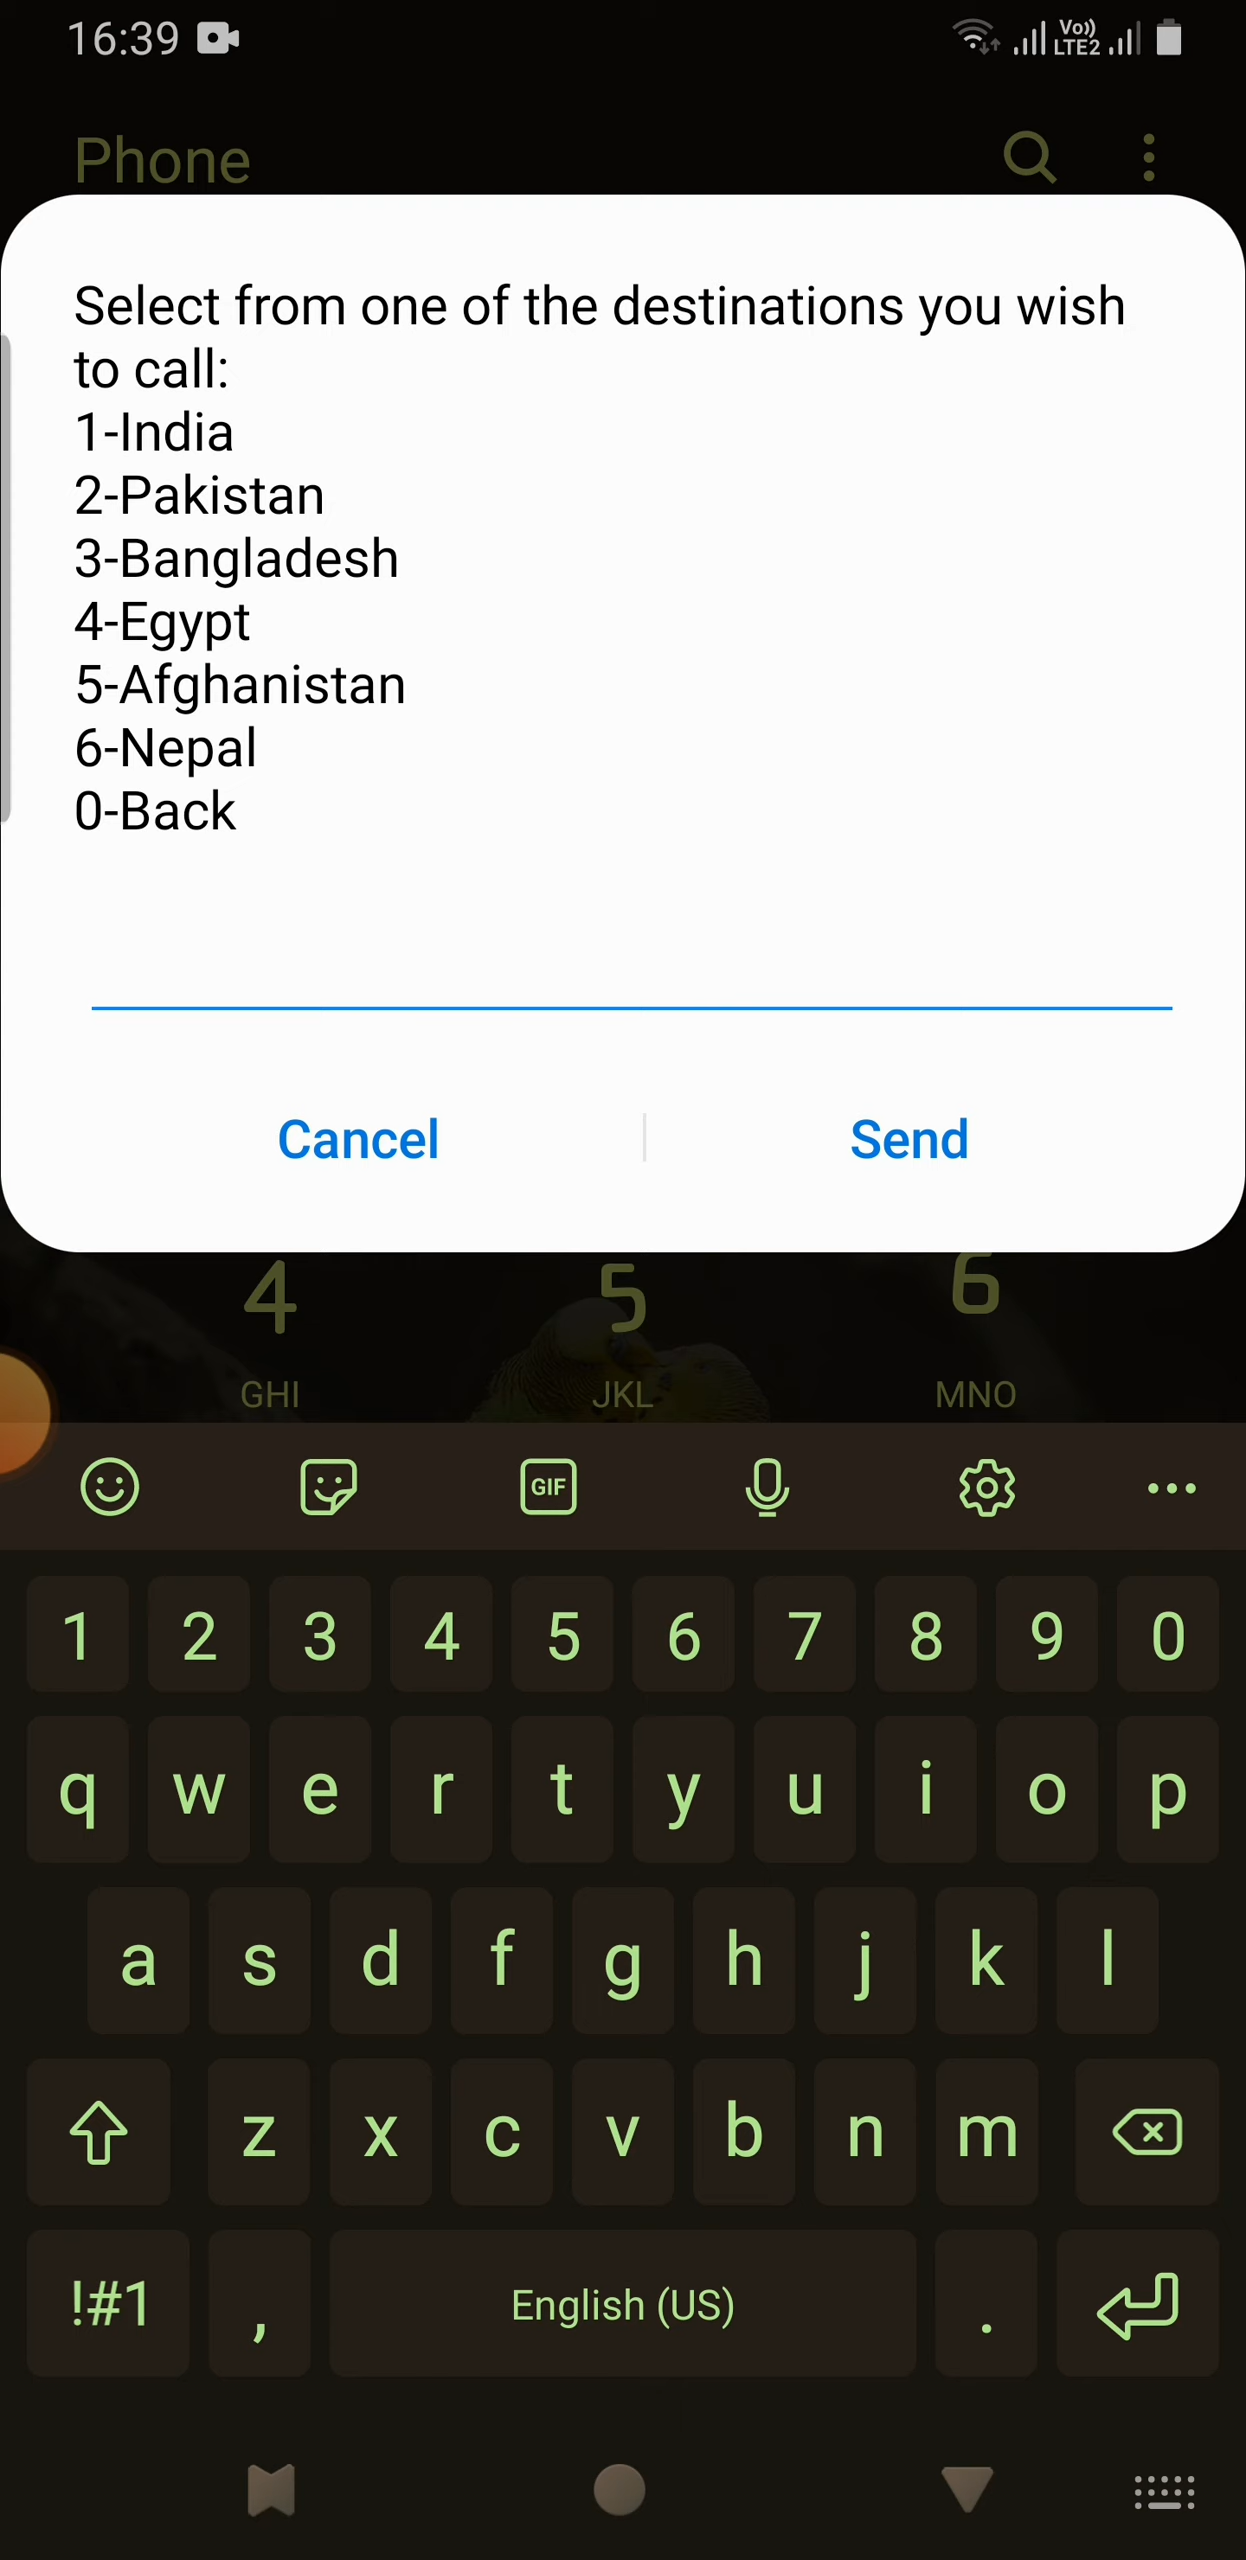 16:39
Vo))
LTE2
Phone
Select from one of the destinations you wish
to call:
1-India
2-Pakistan
3-Bangladesh
4-Egypt
5-Afghanistan
6-Nepal
0-Back
Cancel Send
4 5 6
GHI JKL MNO
GIF
1 2 3 4 5 6 7 8 9 0
q w e r t y u i o p
a s d f g h j k l
z x c v b n m
!#1 , English (US) .